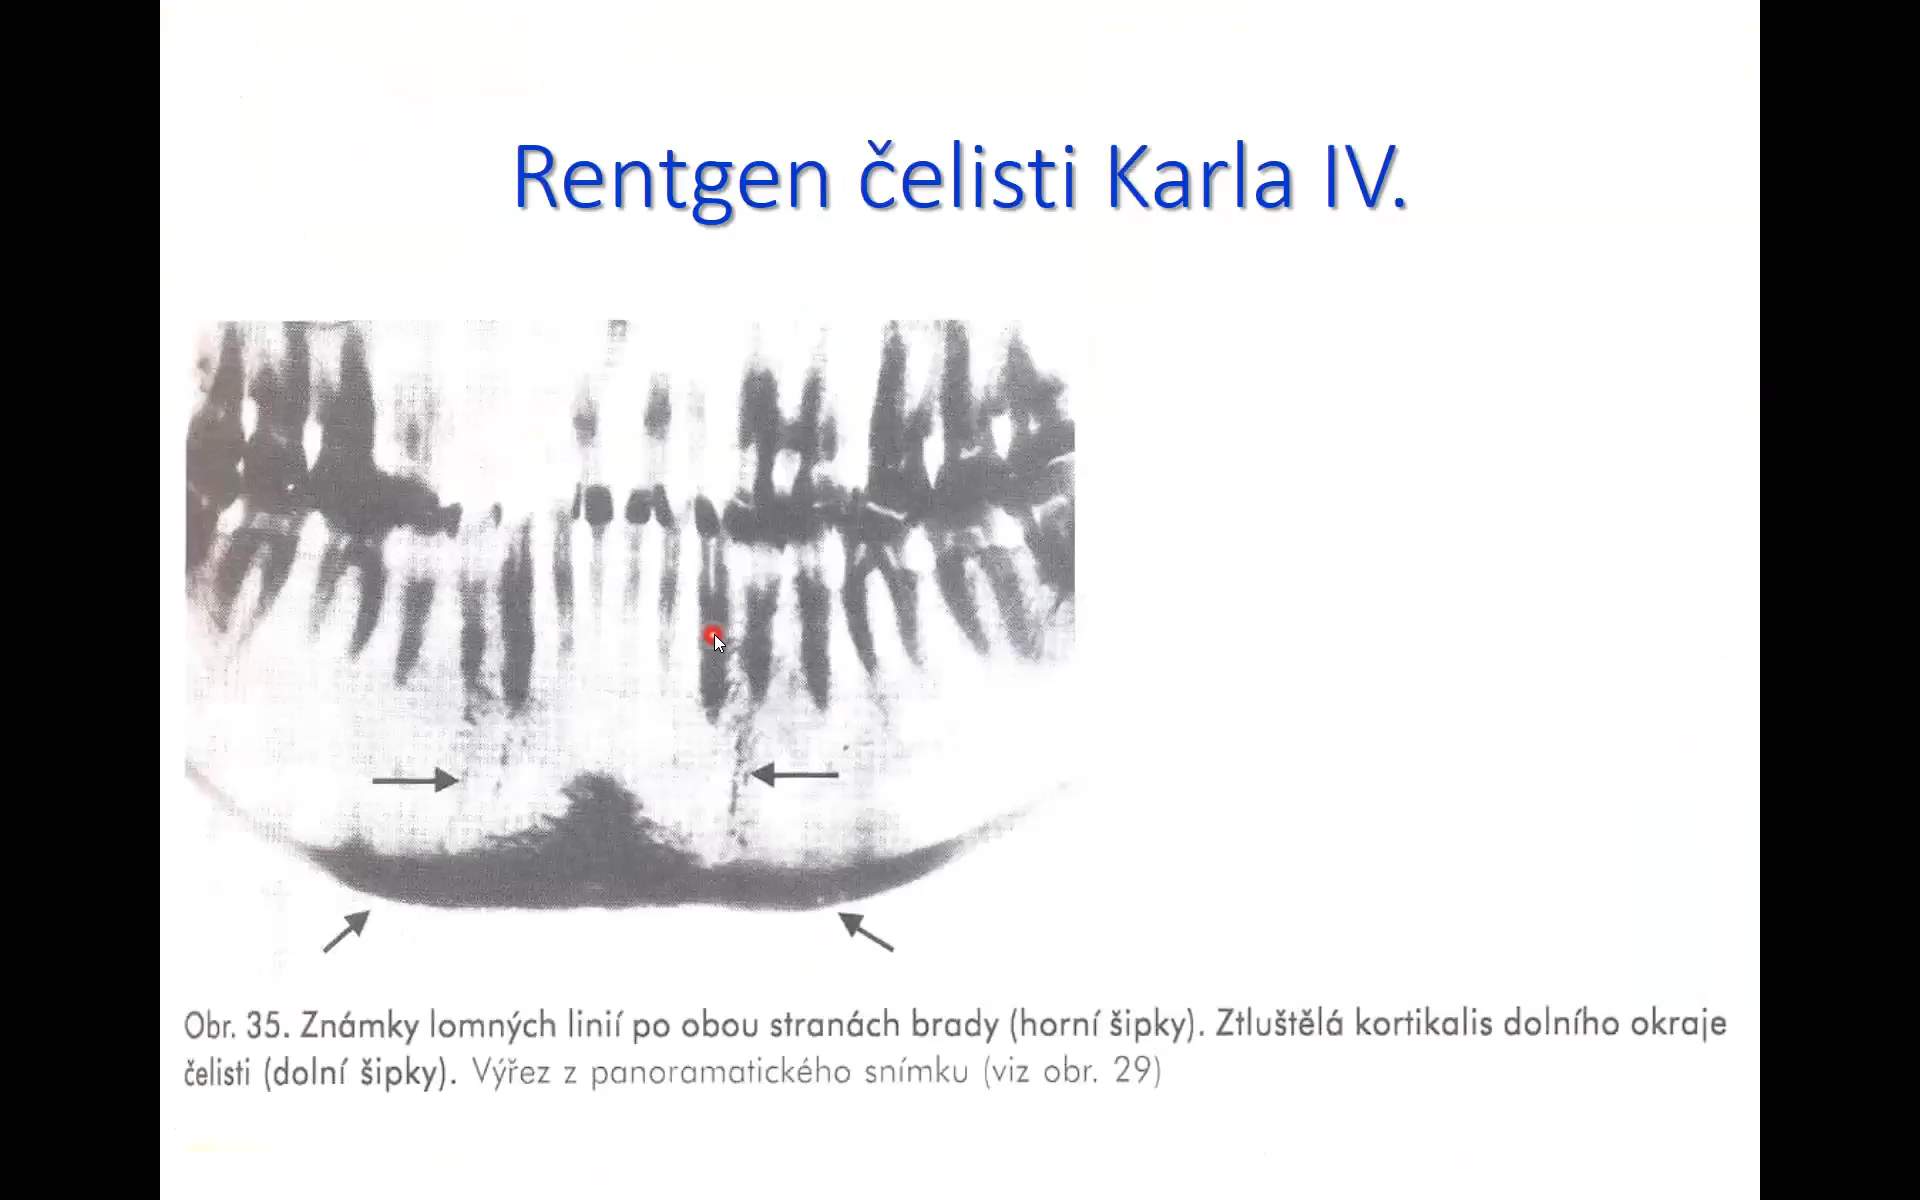 Rentgen čelisti Karla IV.
Obr. 35. Známky lomných linií po obou stranách brady (horní šipky). Ztluštělá kortikalis dolního okraje
čelisti (dolní šipky). Výřez z panoramatického snímku (viz obr. 29)